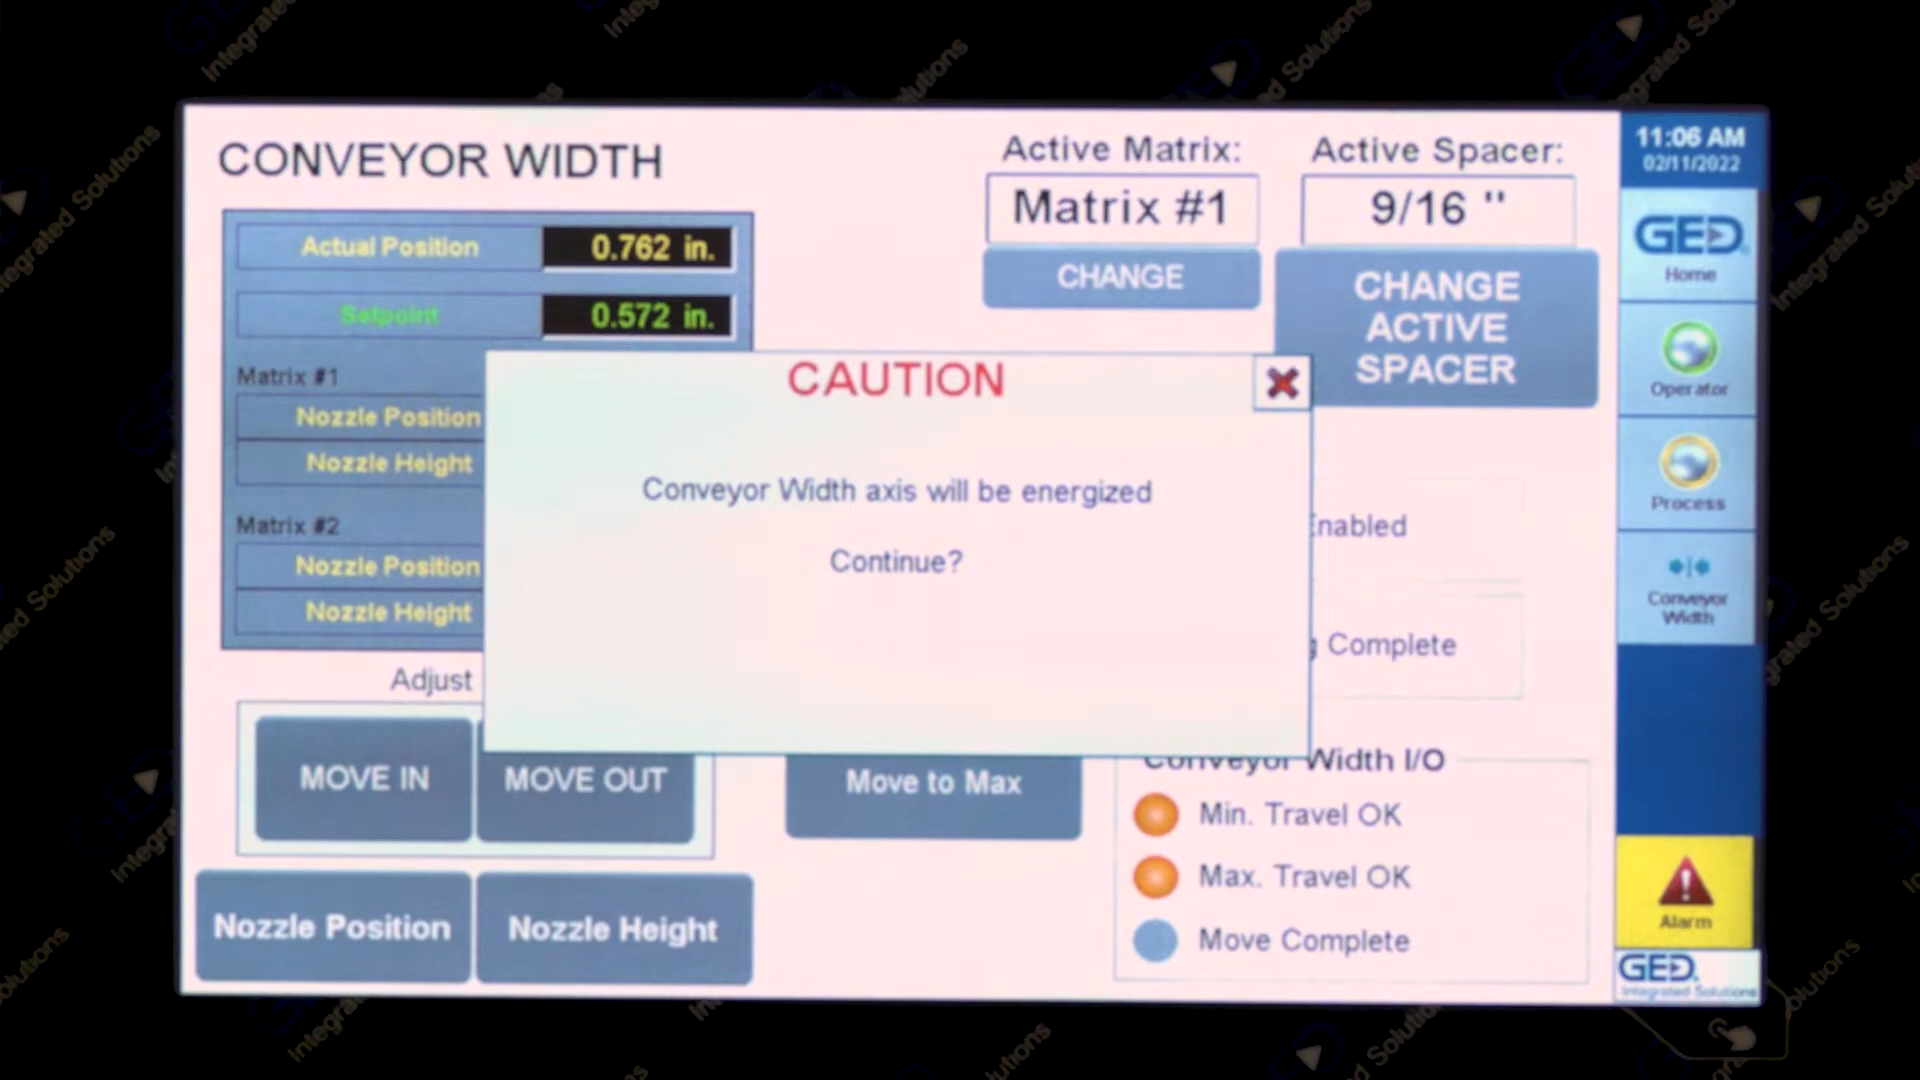 CONVEYOR WIDTH
Active Matrix:
Matrix #1
CHANGE
Active Spacer:
9/16 "
CHANGE
ACTIVE
SPACER
11:06 AM
02/11/2022
GED
Home
Operator
Process
Conveyor
Width
Alarm
GED
Integrated Solutions
Actual Position 0.762 in.
Setpoint 0.572 in.
Matrix #1
Nozzle Position
Nozzle Height
Matrix #2
Nozzle Position
Nozzle Height
CAUTION
Conveyor Width axis will be energized
Continue?
Enabled
Complete
Adjust
MOVE IN
MOVE OUT
Move to Max
Nozzle Position
Nozzle Height
Conveyor Width I/O
Min. Travel OK
Max. Travel OK
Move Complete